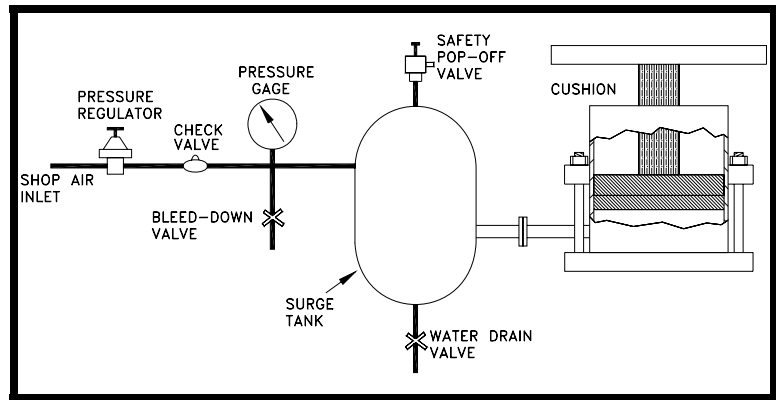 SAFETY
POP-OFF
VALVE
PRESSURE
GAGE
CUSHION
PRESSURE
REGULATOR
CHECK
VALVE
SHOP AIR
INLET
BLEED-DOWN
VALVE
SURGE
TANK
WATER DRAIN
VALVE